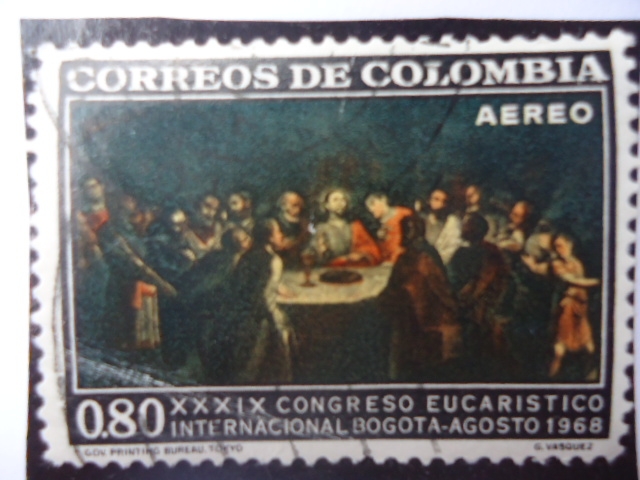 CORREOS DE COLOMBIA
AEREO
0.80 XXXIX CONGRESO EUCARISTICO
INTERNACIONAL BOGOTA-AGOSTO 1968
GOV. PRINTING BUREAU, TOKYO
G. VASQUEZ